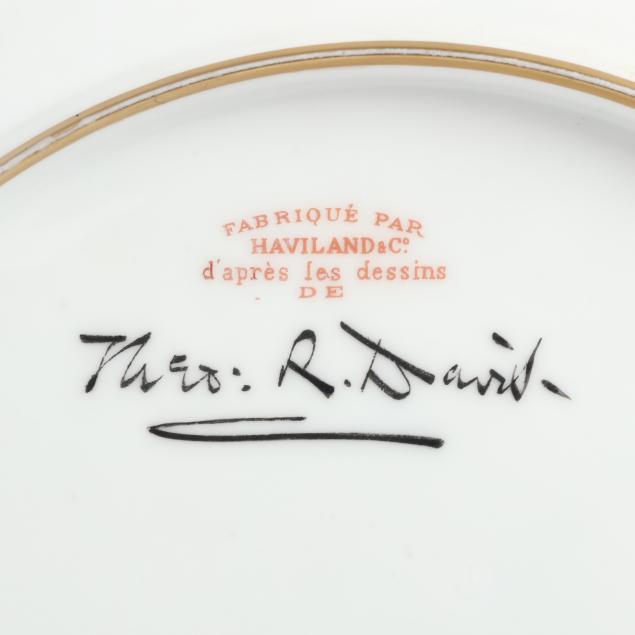 FABRIQUÉ PAR
HAVILAND & Cº
d'après les dessins
DE
Theo: R. Davis.